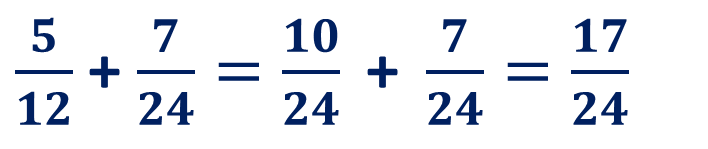 5/12 + 7/24 = 10/24 + 7/24 = 17/24